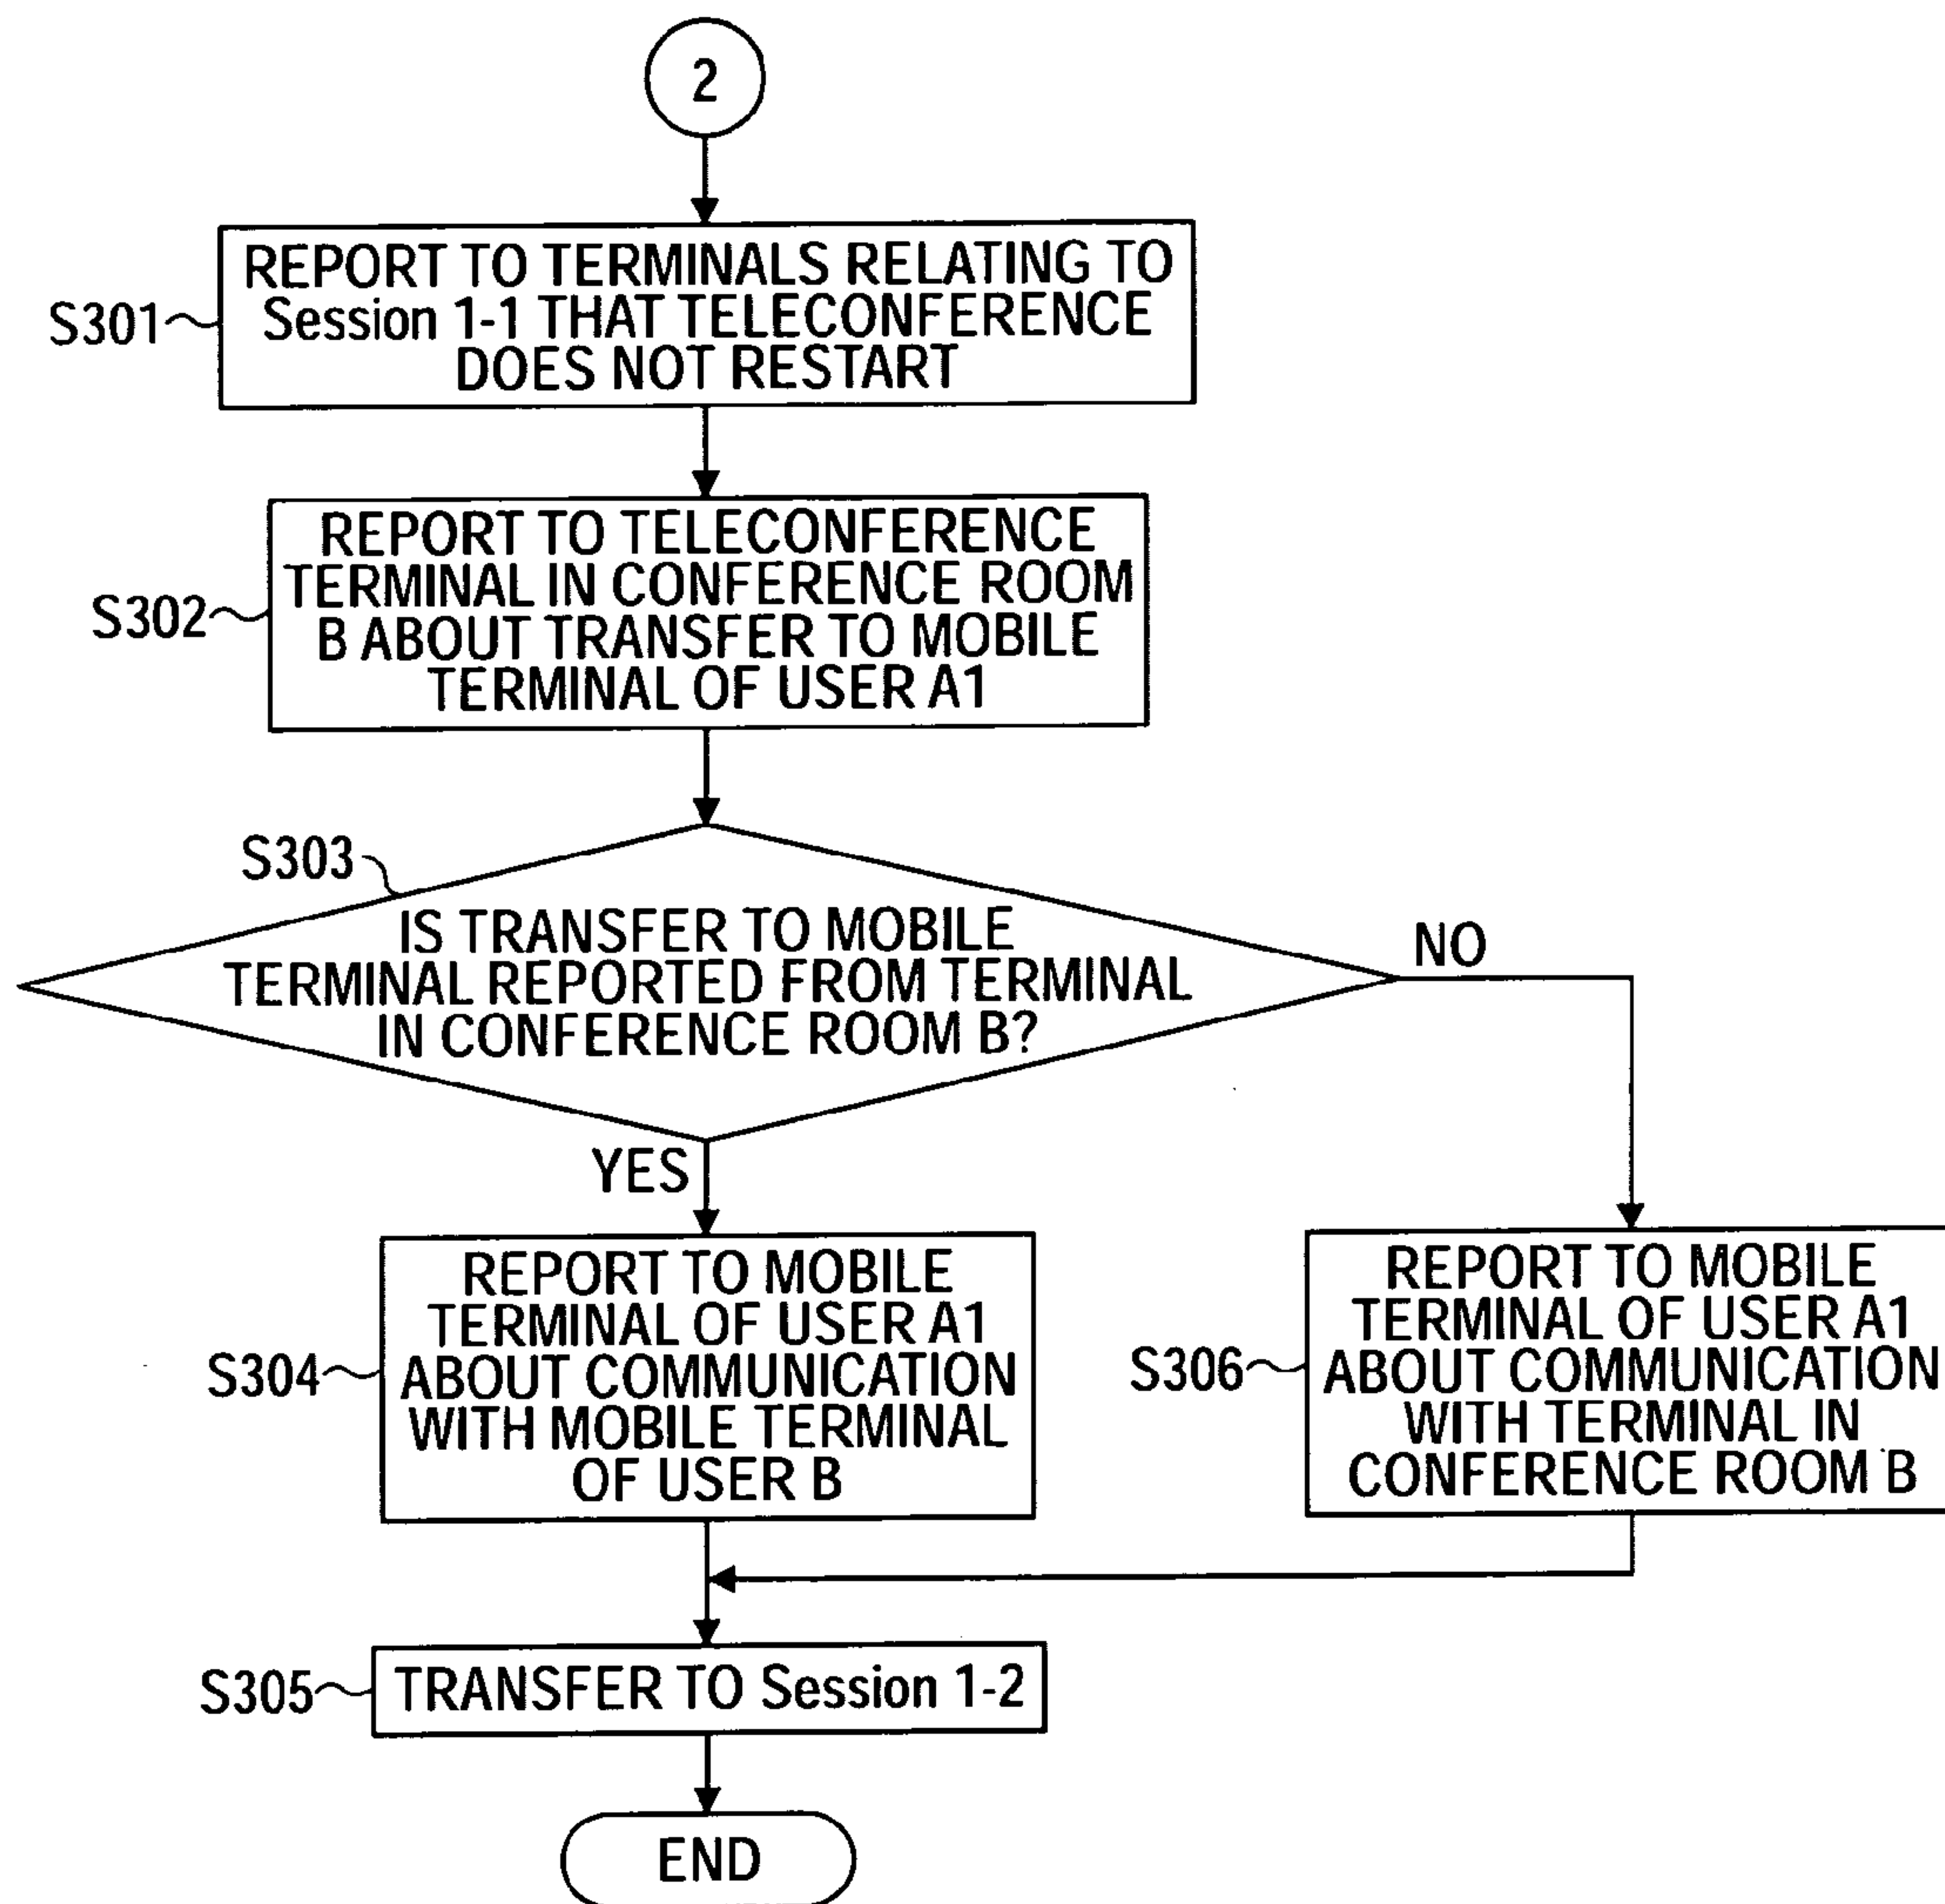 2
S301
REPORT TO TERMINALS RELATING TO
Session 1-1 THAT TELECONFERENCE
DOES NOT RESTART
S302
REPORT TO TELECONFERENCE
TERMINAL IN CONFERENCE ROOM
B ABOUT TRANSFER TO MOBILE
TERMINAL OF USER A1
S303
IS TRANSFER TO MOBILE
TERMINAL REPORTED FROM TERMINAL
IN CONFERENCE ROOM B?
NO
YES
S304
REPORT TO MOBILE
TERMINAL OF USER A1
ABOUT COMMUNICATION
WITH MOBILE TERMINAL
OF USER B
S306
REPORT TO MOBILE
TERMINAL OF USER A1
ABOUT COMMUNICATION
WITH TERMINAL IN
CONFERENCE ROOM B
S305
TRANSFER TO Session 1-2
END